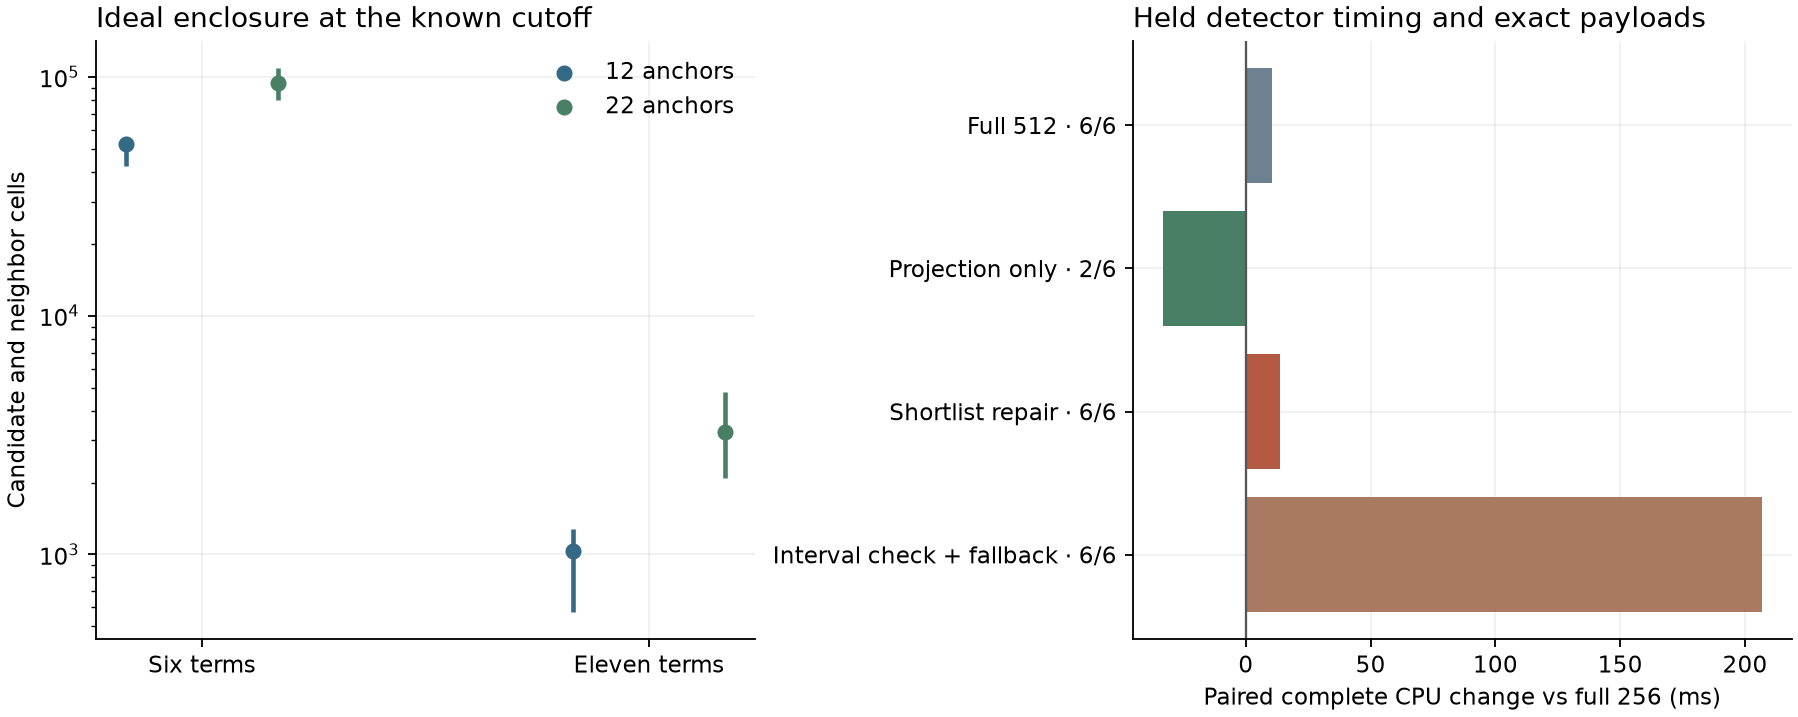 Ideal enclosure at the known cutoff
Candidate and neighbor cells
10^5
10^4
10^3
12 anchors
22 anchors
Six terms
Eleven terms
Held detector timing and exact payloads
Full 512 · 6/6
Projection only · 2/6
Shortlist repair · 6/6
Interval check + fallback · 6/6
0 50 100 150 200
Paired complete CPU change vs full 256 (ms)